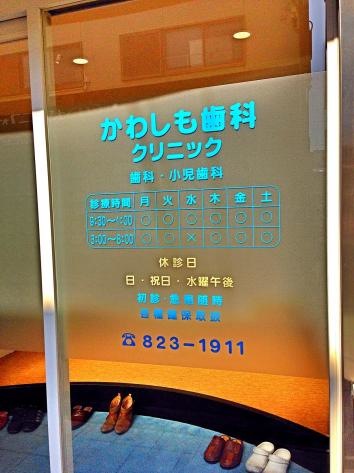 かわしも歯科
クリニック
歯科・小児歯科
診療時間 月 火 水 木 金 土
9:30〜1:00 ○ ○ ○ ○ ○ ○
3:00〜8:00 ○ ○ × ○ ○ ○
休診日
日・祝日・水曜午後
初診・急患随時
各種健保取扱
☎823-1911